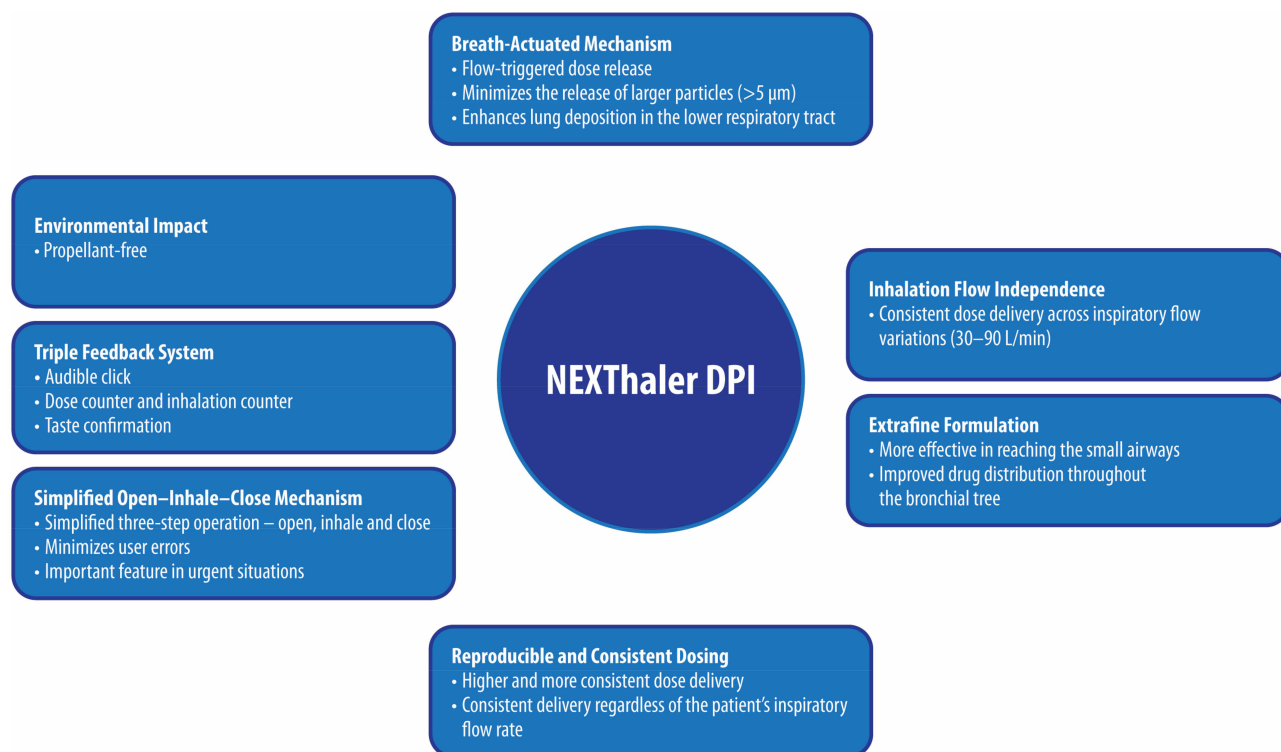 Breath-Actuated Mechanism
• Flow-triggered dose release
• Minimizes the release of larger particles (>5 µm)
• Enhances lung deposition in the lower respiratory tract
Environmental Impact
• Propellant-free
Triple Feedback System
• Audible click
• Dose counter and inhalation counter
• Taste confirmation
Simplified Open–Inhale–Close Mechanism
• Simplified three-step operation – open, inhale and close
• Minimizes user errors
• Important feature in urgent situations
NEXThaler DPI
Inhalation Flow Independence
• Consistent dose delivery across inspiratory flow
variations (30–90 L/min)
Extrafine Formulation
• More effective in reaching the small airways
• Improved drug distribution throughout
the bronchial tree
Reproducible and Consistent Dosing
• Higher and more consistent dose delivery
• Consistent delivery regardless of the patient’s inspiratory
flow rate